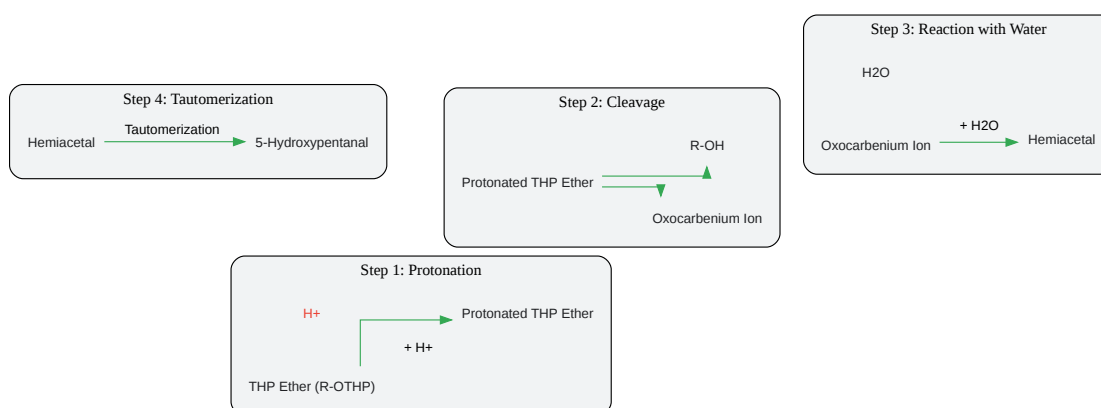 Step 3: Reaction with Water
H2O
+ H2O
Oxocarbenium Ion
Hemiacetal
Step 4: Tautomerization
Tautomerization
Hemiacetal
5-Hydroxypentanal
Step 2: Cleavage
R-OH
Protonated THP Ether
Oxocarbenium Ion
Step 1: Protonation
H+
Protonated THP Ether
+ H+
THP Ether (R-OTHP)